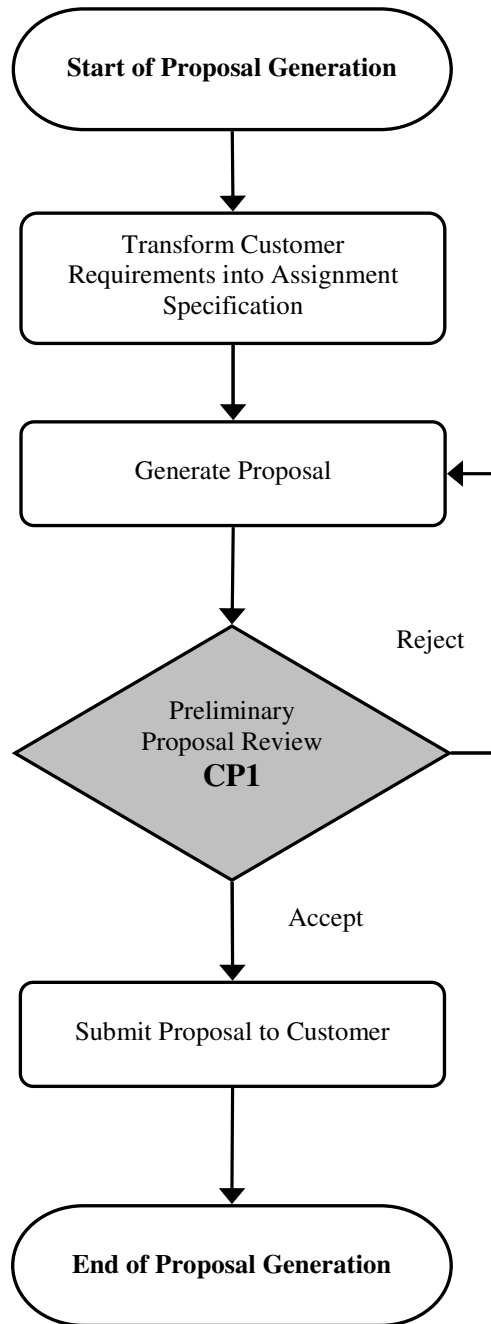 Start of Proposal Generation
Transform Customer
Requirements into Assignment
Specification
Generate Proposal
Reject
Preliminary
Proposal Review
CP1
Accept
Submit Proposal to Customer
End of Proposal Generation